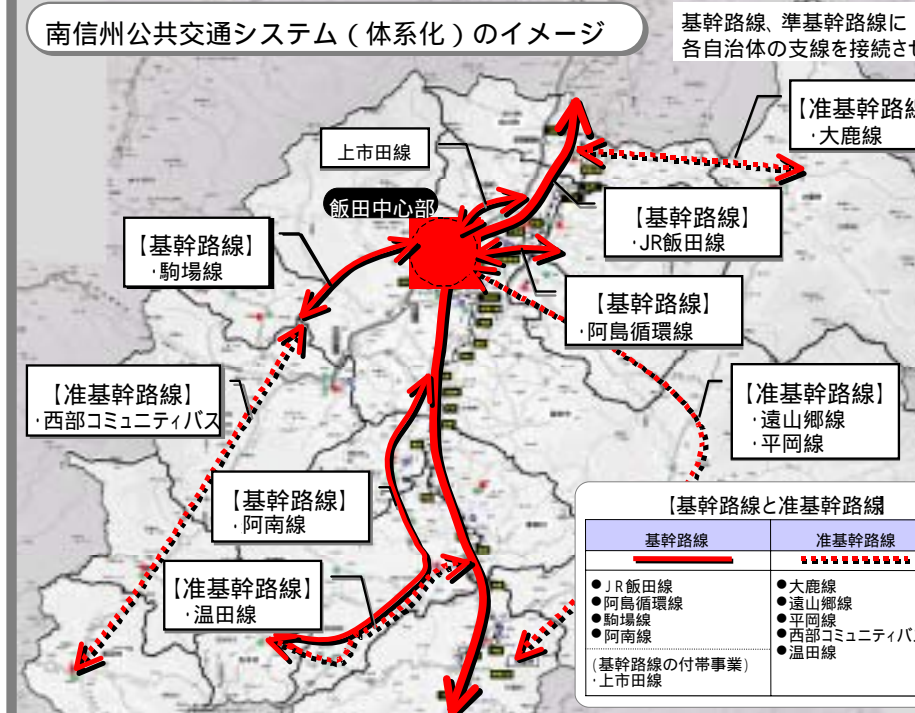 南信州公共交通システム（体系化）のイメージ
基幹路線、準基幹路線に
各自治体の支線を接続させ
【准基幹路線
・大鹿線
上市田線
飯田中心部
【基幹路線】
・JR飯田線
【基幹路線】
・駒場線
【基幹路線】
・阿島循環線
【准基幹路線】
・西部コミュニティバス
【准基幹路線】
・遠山郷線
・平岡線
【基幹路線】
・阿南線
【准基幹路線】
・温田線
【基幹路線と准基幹路線】
基幹路線
准基幹路線
●JR飯田線
●阿島循環線
●駒場線
●阿南線
（基幹路線の付帯事業）
・上市田線
●大鹿線
●遠山郷線
●平岡線
●西部コミュニティバス
●温田線